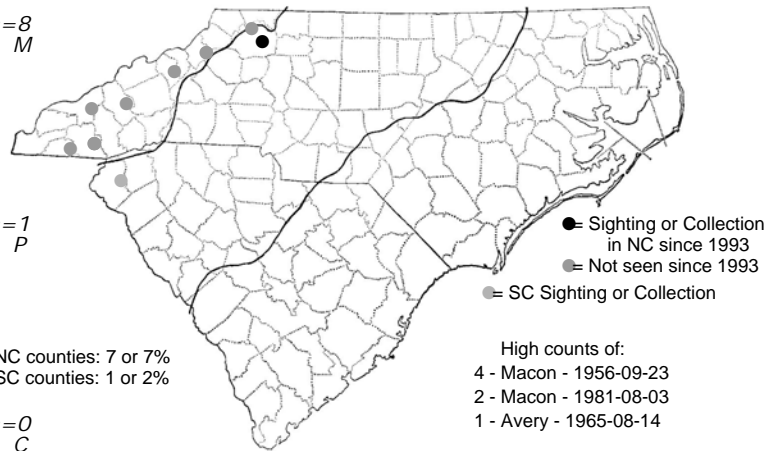 =8
M
=1
P
● = Sighting or Collection
in NC since 1993
● = Not seen since 1993
● = SC Sighting or Collection
NC counties: 7 or 7%
SC counties: 1 or 2%
High counts of:
4 - Macon - 1956-09-23
2 - Macon - 1981-08-03
1 - Avery - 1965-08-14
=0
C